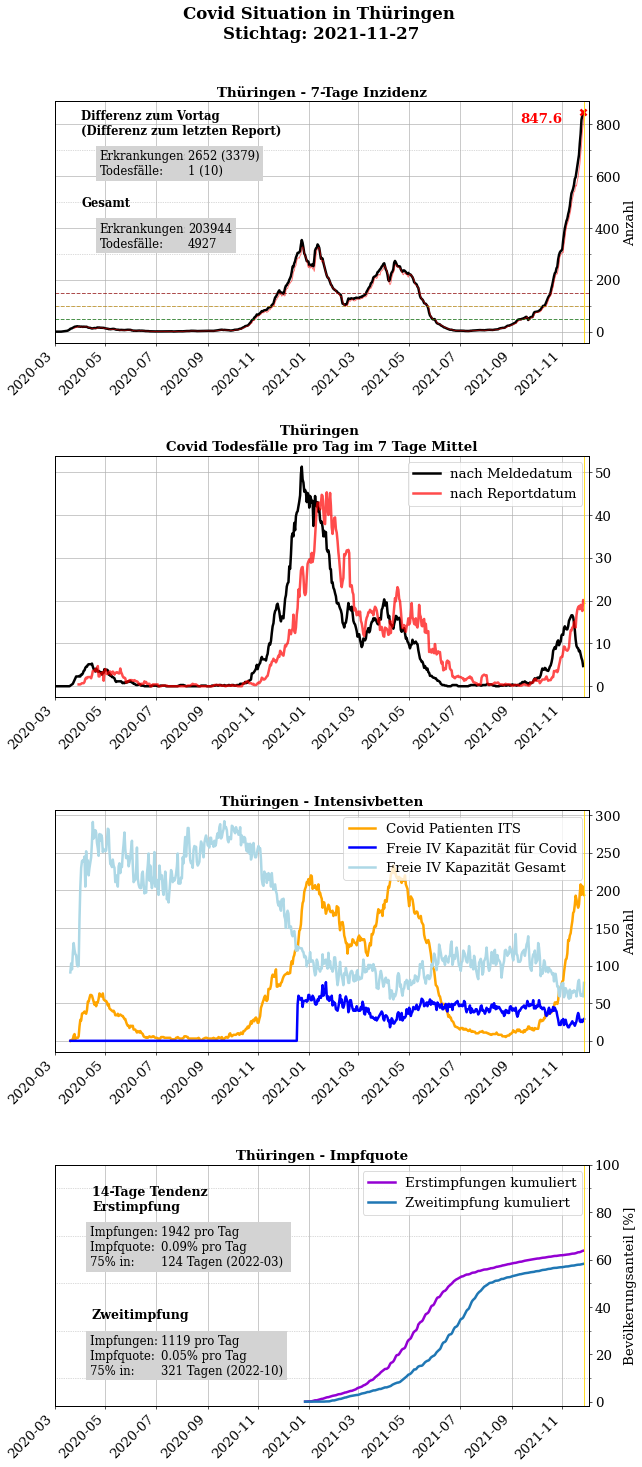 Covid Situation in Thüringen
Stichtag: 2021-11-27
Thüringen - 7-Tage Inzidenz
Differenz zum Vortag
(Differenz zum letzten Report)
Erkrankungen 2652 (3379)
Todesfälle: 1 (10)
Gesamt
Erkrankungen 203944
Todesfälle: 4927
847.6
800
600
400
200
0
Anzahl
2020-03
2020-05
2020-07
2020-09
2020-11
2021-01
2021-03
2021-05
2021-07
2021-09
2021-11
Thüringen
Covid Todesfälle pro Tag im 7 Tage Mittel
nach Meldedatum
nach Reportdatum
50
40
30
20
10
0
2020-03
2020-05
2020-07
2020-09
2020-11
2021-01
2021-03
2021-05
2021-07
2021-09
2021-11
Thüringen - Intensivbetten
Covid Patienten ITS
Freie IV Kapazität für Covid
Freie IV Kapazität Gesamt
300
250
200
150
100
50
0
Anzahl
2020-03
2020-05
2020-07
2020-09
2020-11
2021-01
2021-03
2021-05
2021-07
2021-09
2021-11
Thüringen - Impfquote
14-Tage Tendenz
Erstimpfung
Impfungen: 1942 pro Tag
Impfquote: 0.09% pro Tag
75% in: 124 Tagen (2022-03)
Zweitimpfung
Impfungen: 1119 pro Tag
Impfquote: 0.05% pro Tag
75% in: 321 Tagen (2022-10)
Erstimpfungen kumuliert
Zweitimpfung kumuliert
100
80
60
40
20
0
Bevölkerungsanteil [%]
2020-03
2020-05
2020-07
2020-09
2020-11
2021-01
2021-03
2021-05
2021-07
2021-09
2021-11